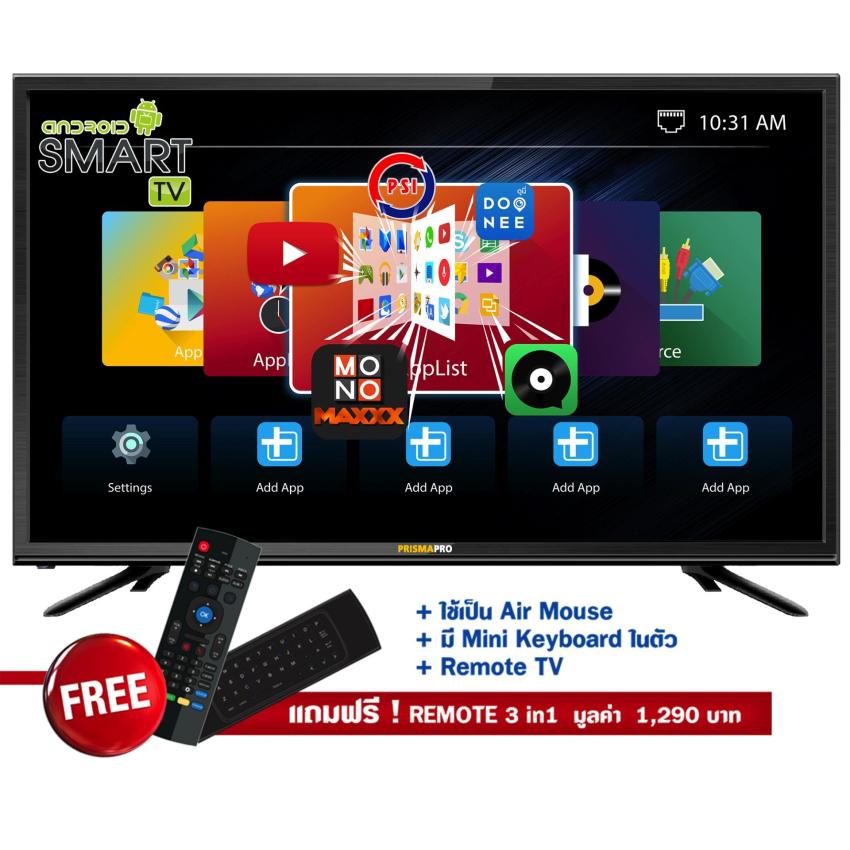 ANDROID
SMART
TV
10:31 AM
PSI
ดูนี่
DOO
NEE
App
App
ppList
rce
MO
NO
MAXXX
Settings
Add App
Add App
Add App
Add App
PRISMAPRO
OK
+ ใช้เป็น Air Mouse
+ มี Mini Keyboard ในตัว
+ Remote TV
FREE
แถมฟรี ! REMOTE 3 in1 มูลค่า 1,290 บาท